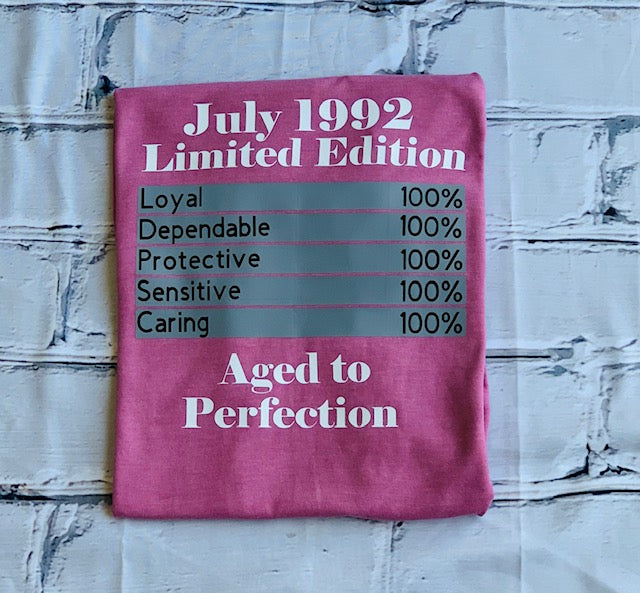 July 1992
Limited Edition
Loyal 100%
Dependable 100%
Protective 100%
Sensitive 100%
Caring 100%
Aged to
Perfection